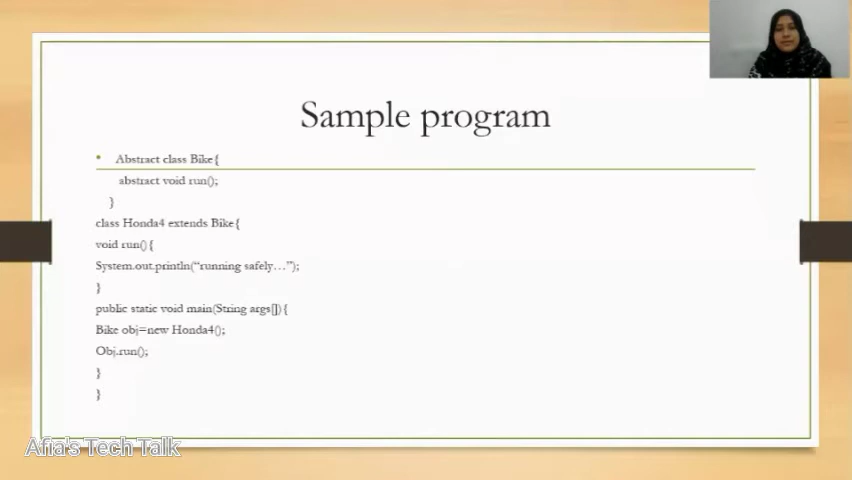 Sample program
• Abstract class Bike{
abstract void run();
}
class Honda4 extends Bike{
void run(){
System.out.println(“running safely…”);
}
public static void main(String args[]){
Bike obj=new Honda4();
Obj.run();
}
}
Afia's Tech Talk